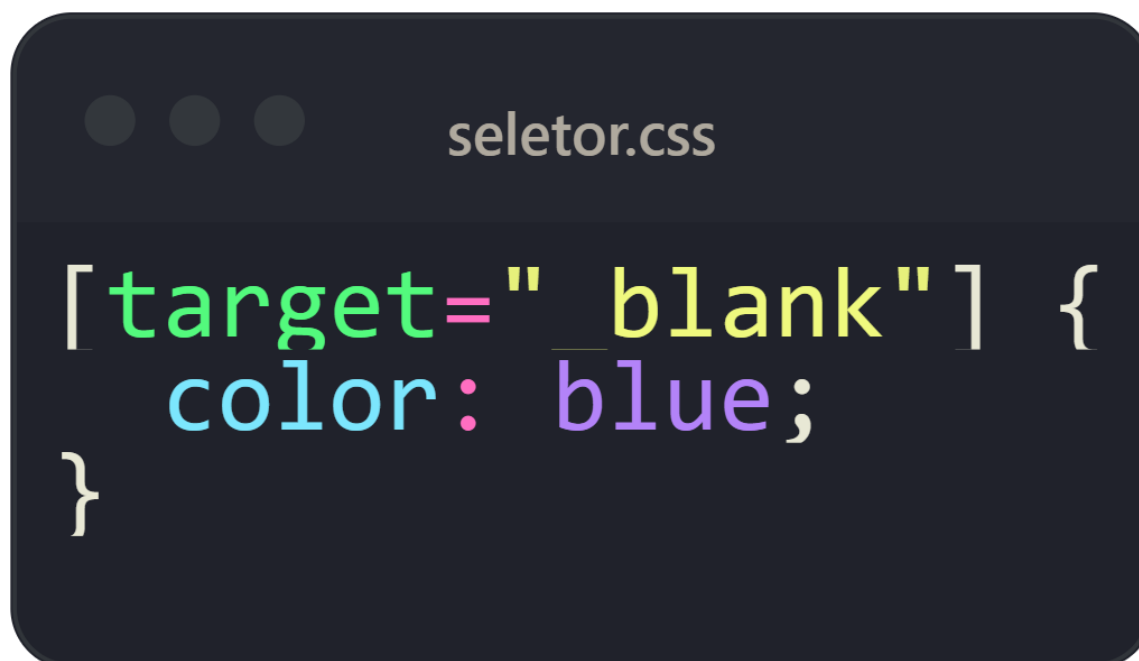 seletor.css
[target="_blank"] {
  color: blue;
}